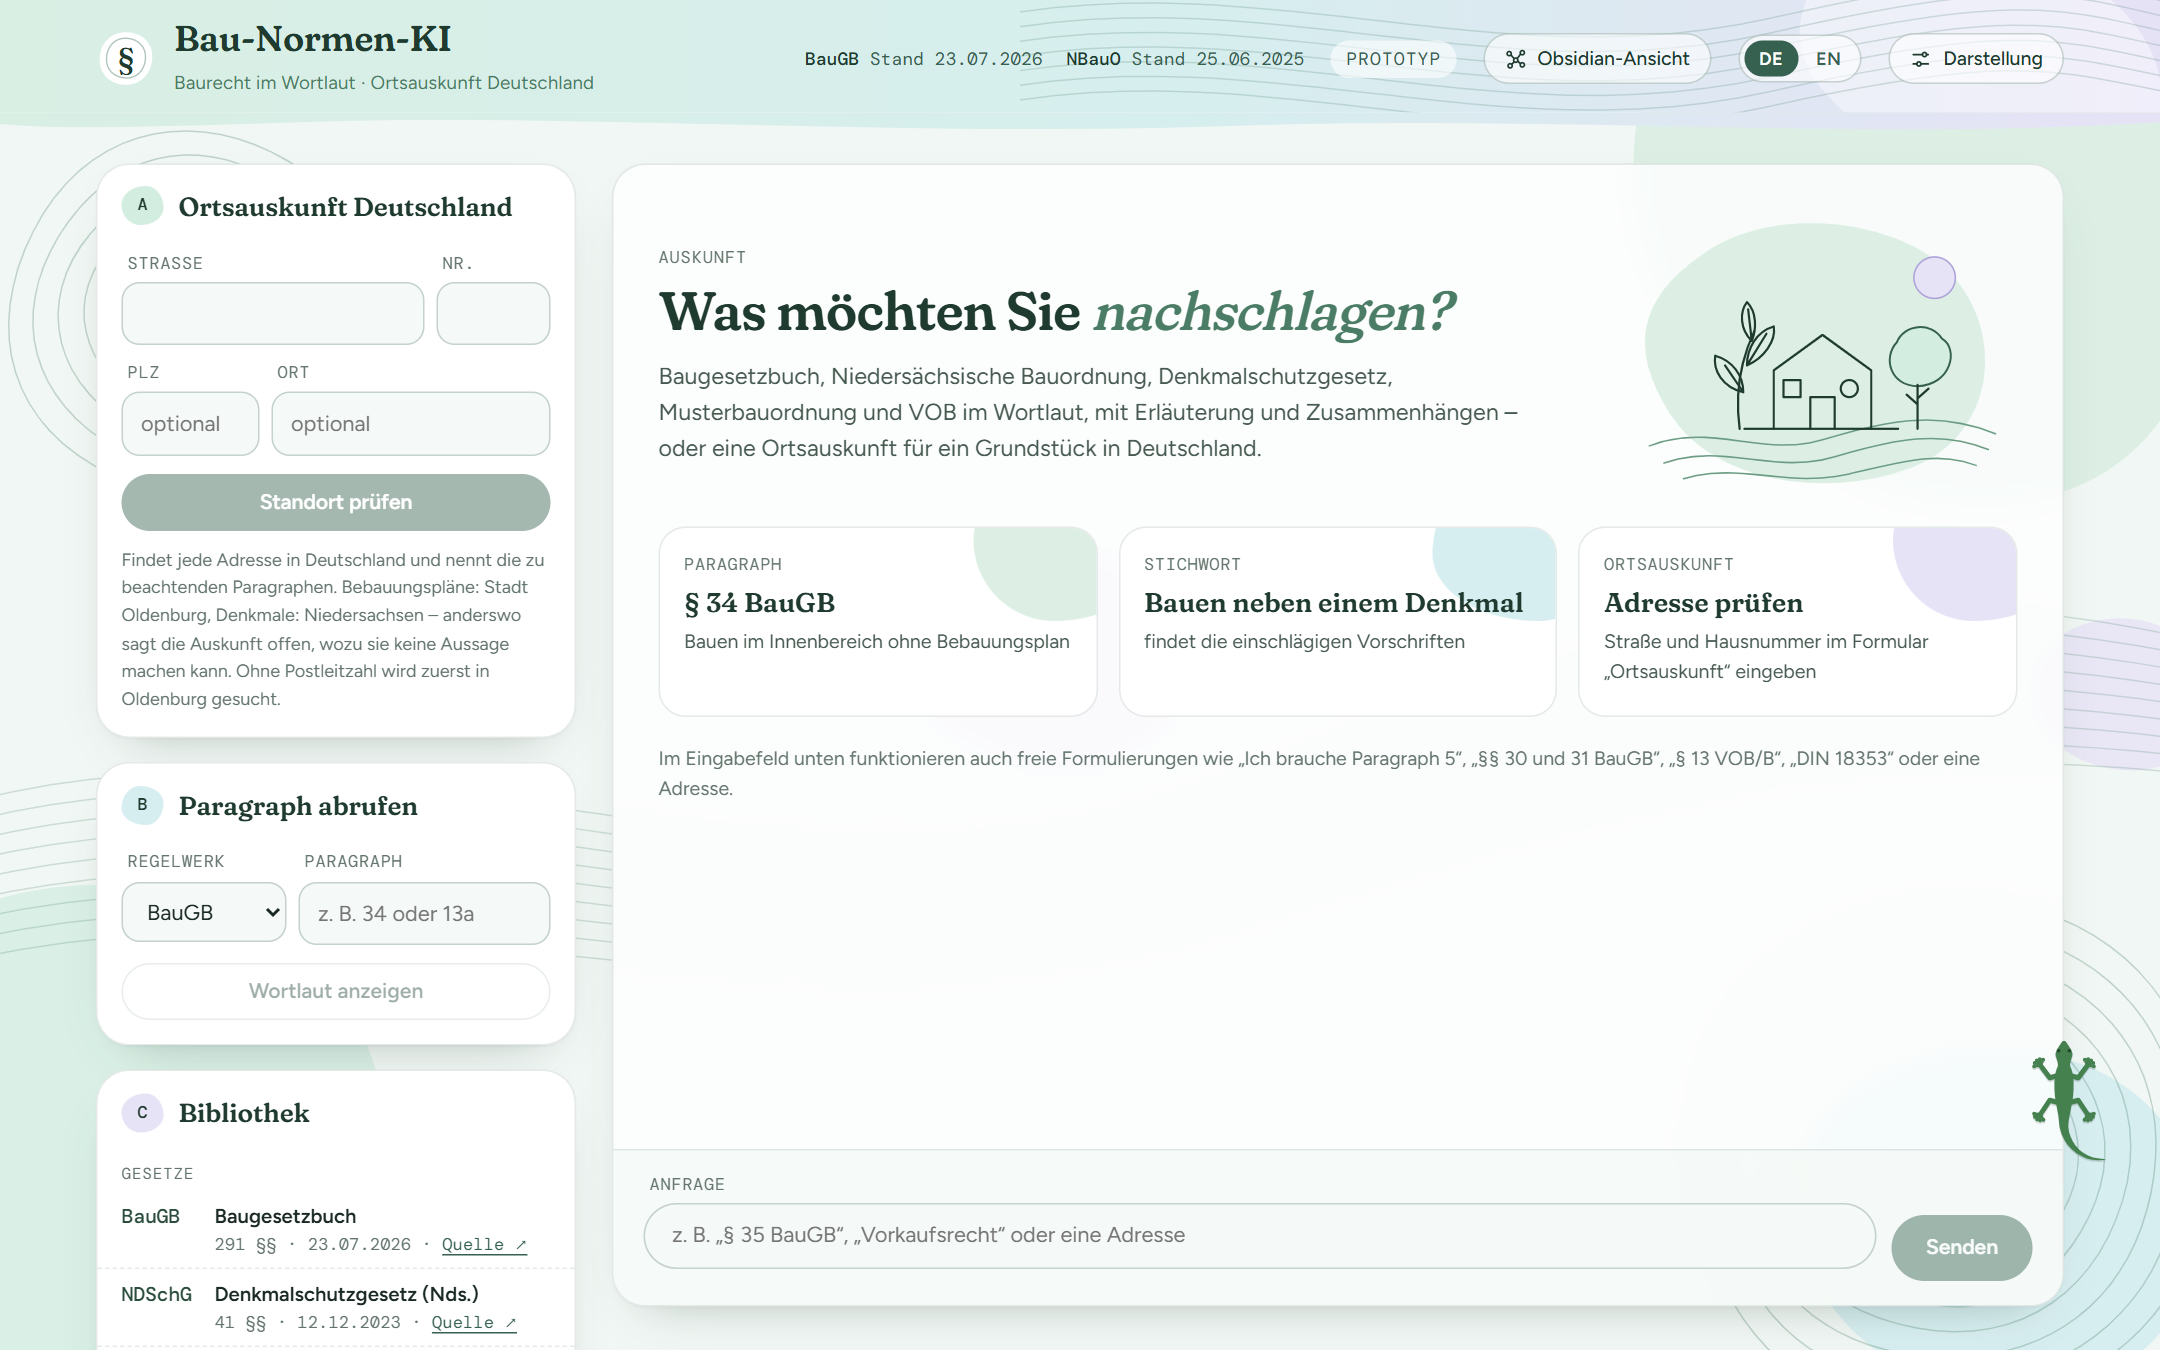 §
Bau-Normen-KI
Baurecht im Wortlaut · Ortsauskunft Deutschland
BauGB Stand 23.07.2026 NBauO Stand 25.06.2025
PROTOTYP
Obsidian-Ansicht
DE EN
Darstellung
A Ortsauskunft Deutschland
STRASSE NR.
PLZ ORT
optional optional
Standort prüfen
Findet jede Adresse in Deutschland und nennt die zu
beachtenden Paragraphen. Bebauungspläne: Stadt
Oldenburg, Denkmale: Niedersachsen – anderswo
sagt die Auskunft offen, wozu sie keine Aussage
machen kann. Ohne Postleitzahl wird zuerst in
Oldenburg gesucht.
B Paragraph abrufen
REGELWERK PARAGRAPH
BauGB z. B. 34 oder 13a
Wortlaut anzeigen
C Bibliothek
GESETZE
BauGB Baugesetzbuch
291 §§ · 23.07.2026 · Quelle ↗
NDSchG Denkmalschutzgesetz (Nds.)
41 §§ · 12.12.2023 · Quelle ↗
AUSKUNFT
Was möchten Sie nachschlagen?
Baugesetzbuch, Niedersächsische Bauordnung, Denkmalschutzgesetz,
Musterbauordnung und VOB im Wortlaut, mit Erläuterung und Zusammenhängen –
oder eine Ortsauskunft für ein Grundstück in Deutschland.
PARAGRAPH
§ 34 BauGB
Bauen im Innenbereich ohne Bebauungsplan
STICHWORT
Bauen neben einem Denkmal
findet die einschlägigen Vorschriften
ORTSAUSKUNFT
Adresse prüfen
Straße und Hausnummer im Formular
„Ortsauskunft“ eingeben
Im Eingabefeld unten funktionieren auch freie Formulierungen wie „Ich brauche Paragraph 5“, „§§ 30 und 31 BauGB“, „§ 13 VOB/B“, „DIN 18353“ oder eine
Adresse.
ANFRAGE
z. B. „§ 35 BauGB“, „Vorkaufsrecht“ oder eine Adresse
Senden